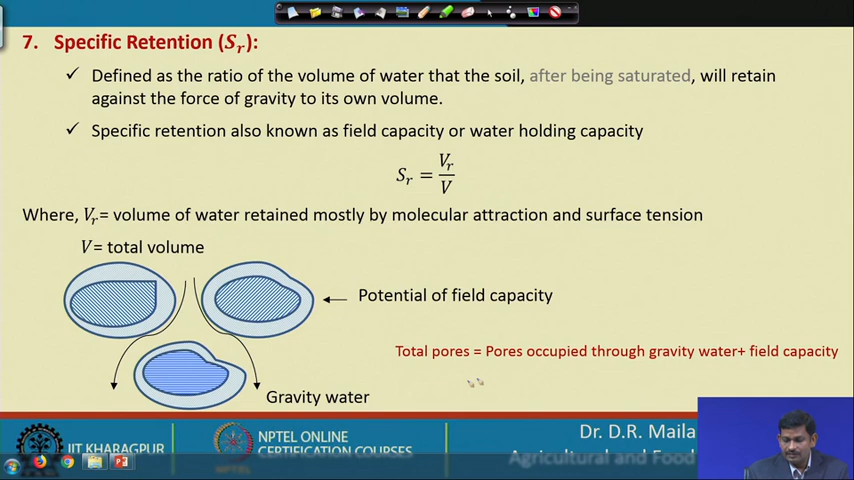 7. Specific Retention (Sr):
✓ Defined as the ratio of the volume of water that the soil, after being saturated, will retain
against the force of gravity to its own volume.
✓ Specific retention also known as field capacity or water holding capacity
Sr = Vr/V
Where, Vr= volume of water retained mostly by molecular attraction and surface tension
V= total volume
Potential of field capacity
Total pores = Pores occupied through gravity water+ field capacity
Gravity water
IIT KHARAGPUR
NPTEL ONLINE
CERTIFICATION COURSES
Dr. D.R. Maila
Agricultural and Food